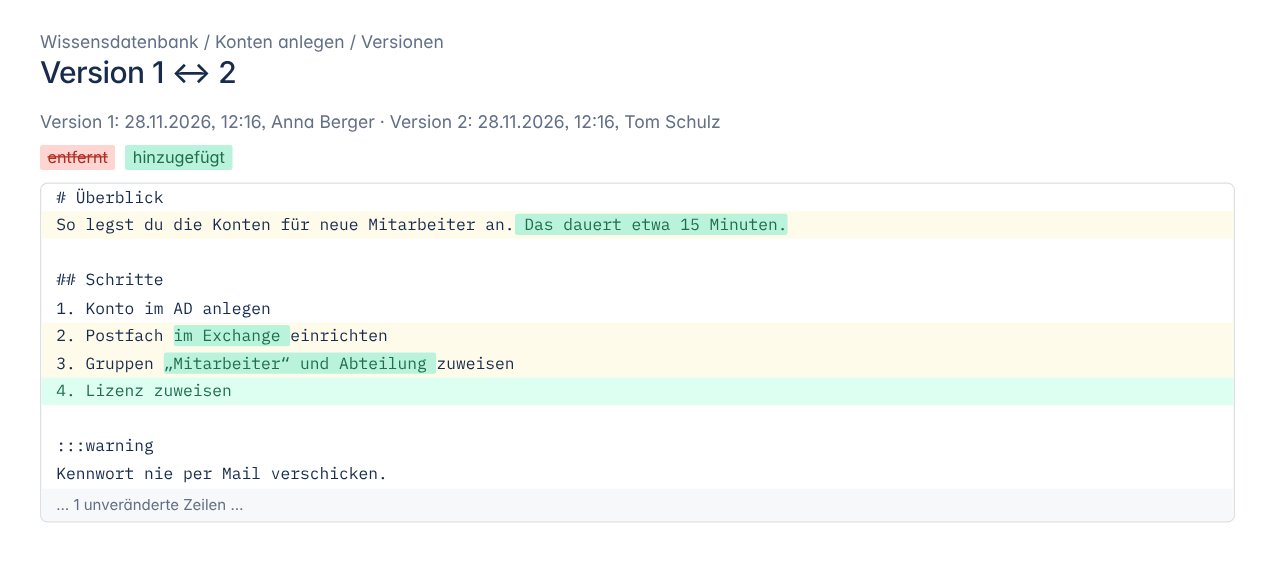 Wissensdatenbank / Konten anlegen / Versionen
Version 1 ↔ 2
Version 1: 28.11.2026, 12:16, Anna Berger · Version 2: 28.11.2026, 12:16, Tom Schulz
entfernt hinzugefügt
# Überblick
So legst du die Konten für neue Mitarbeiter an. Das dauert etwa 15 Minuten.
## Schritte
1. Konto im AD anlegen
2. Postfach im Exchange einrichten
3. Gruppen „Mitarbeiter“ und Abteilung zuweisen
4. Lizenz zuweisen
:::warning
Kennwort nie per Mail verschicken.
... 1 unveränderte Zeilen ...